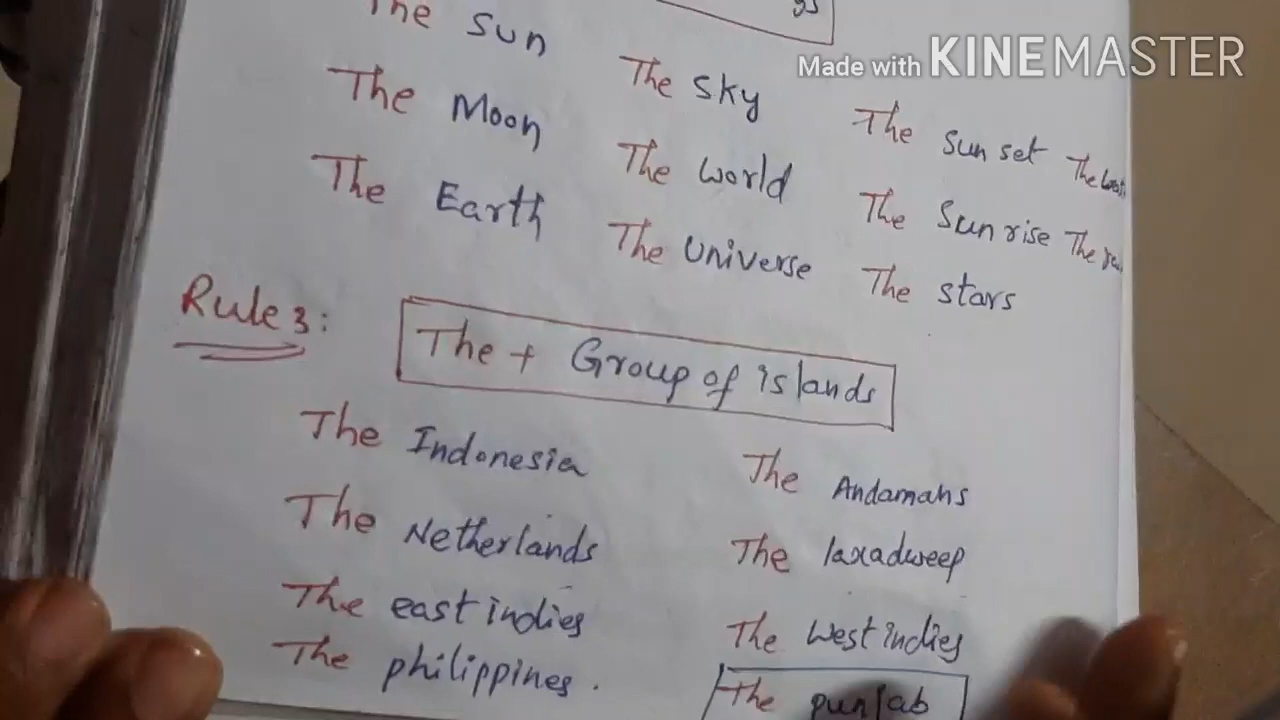 The Sun
Made with KINEMASTER
The Sky
The Moon
The Sun set
The world
The Earth
The Sun rise The
The Universe
The stars
Rule 3:
The + Group of islands
The Indonesia
The Andamans
The Netherlands
The laxadweep
The east indies
The West indies
The philippines.
The punjab